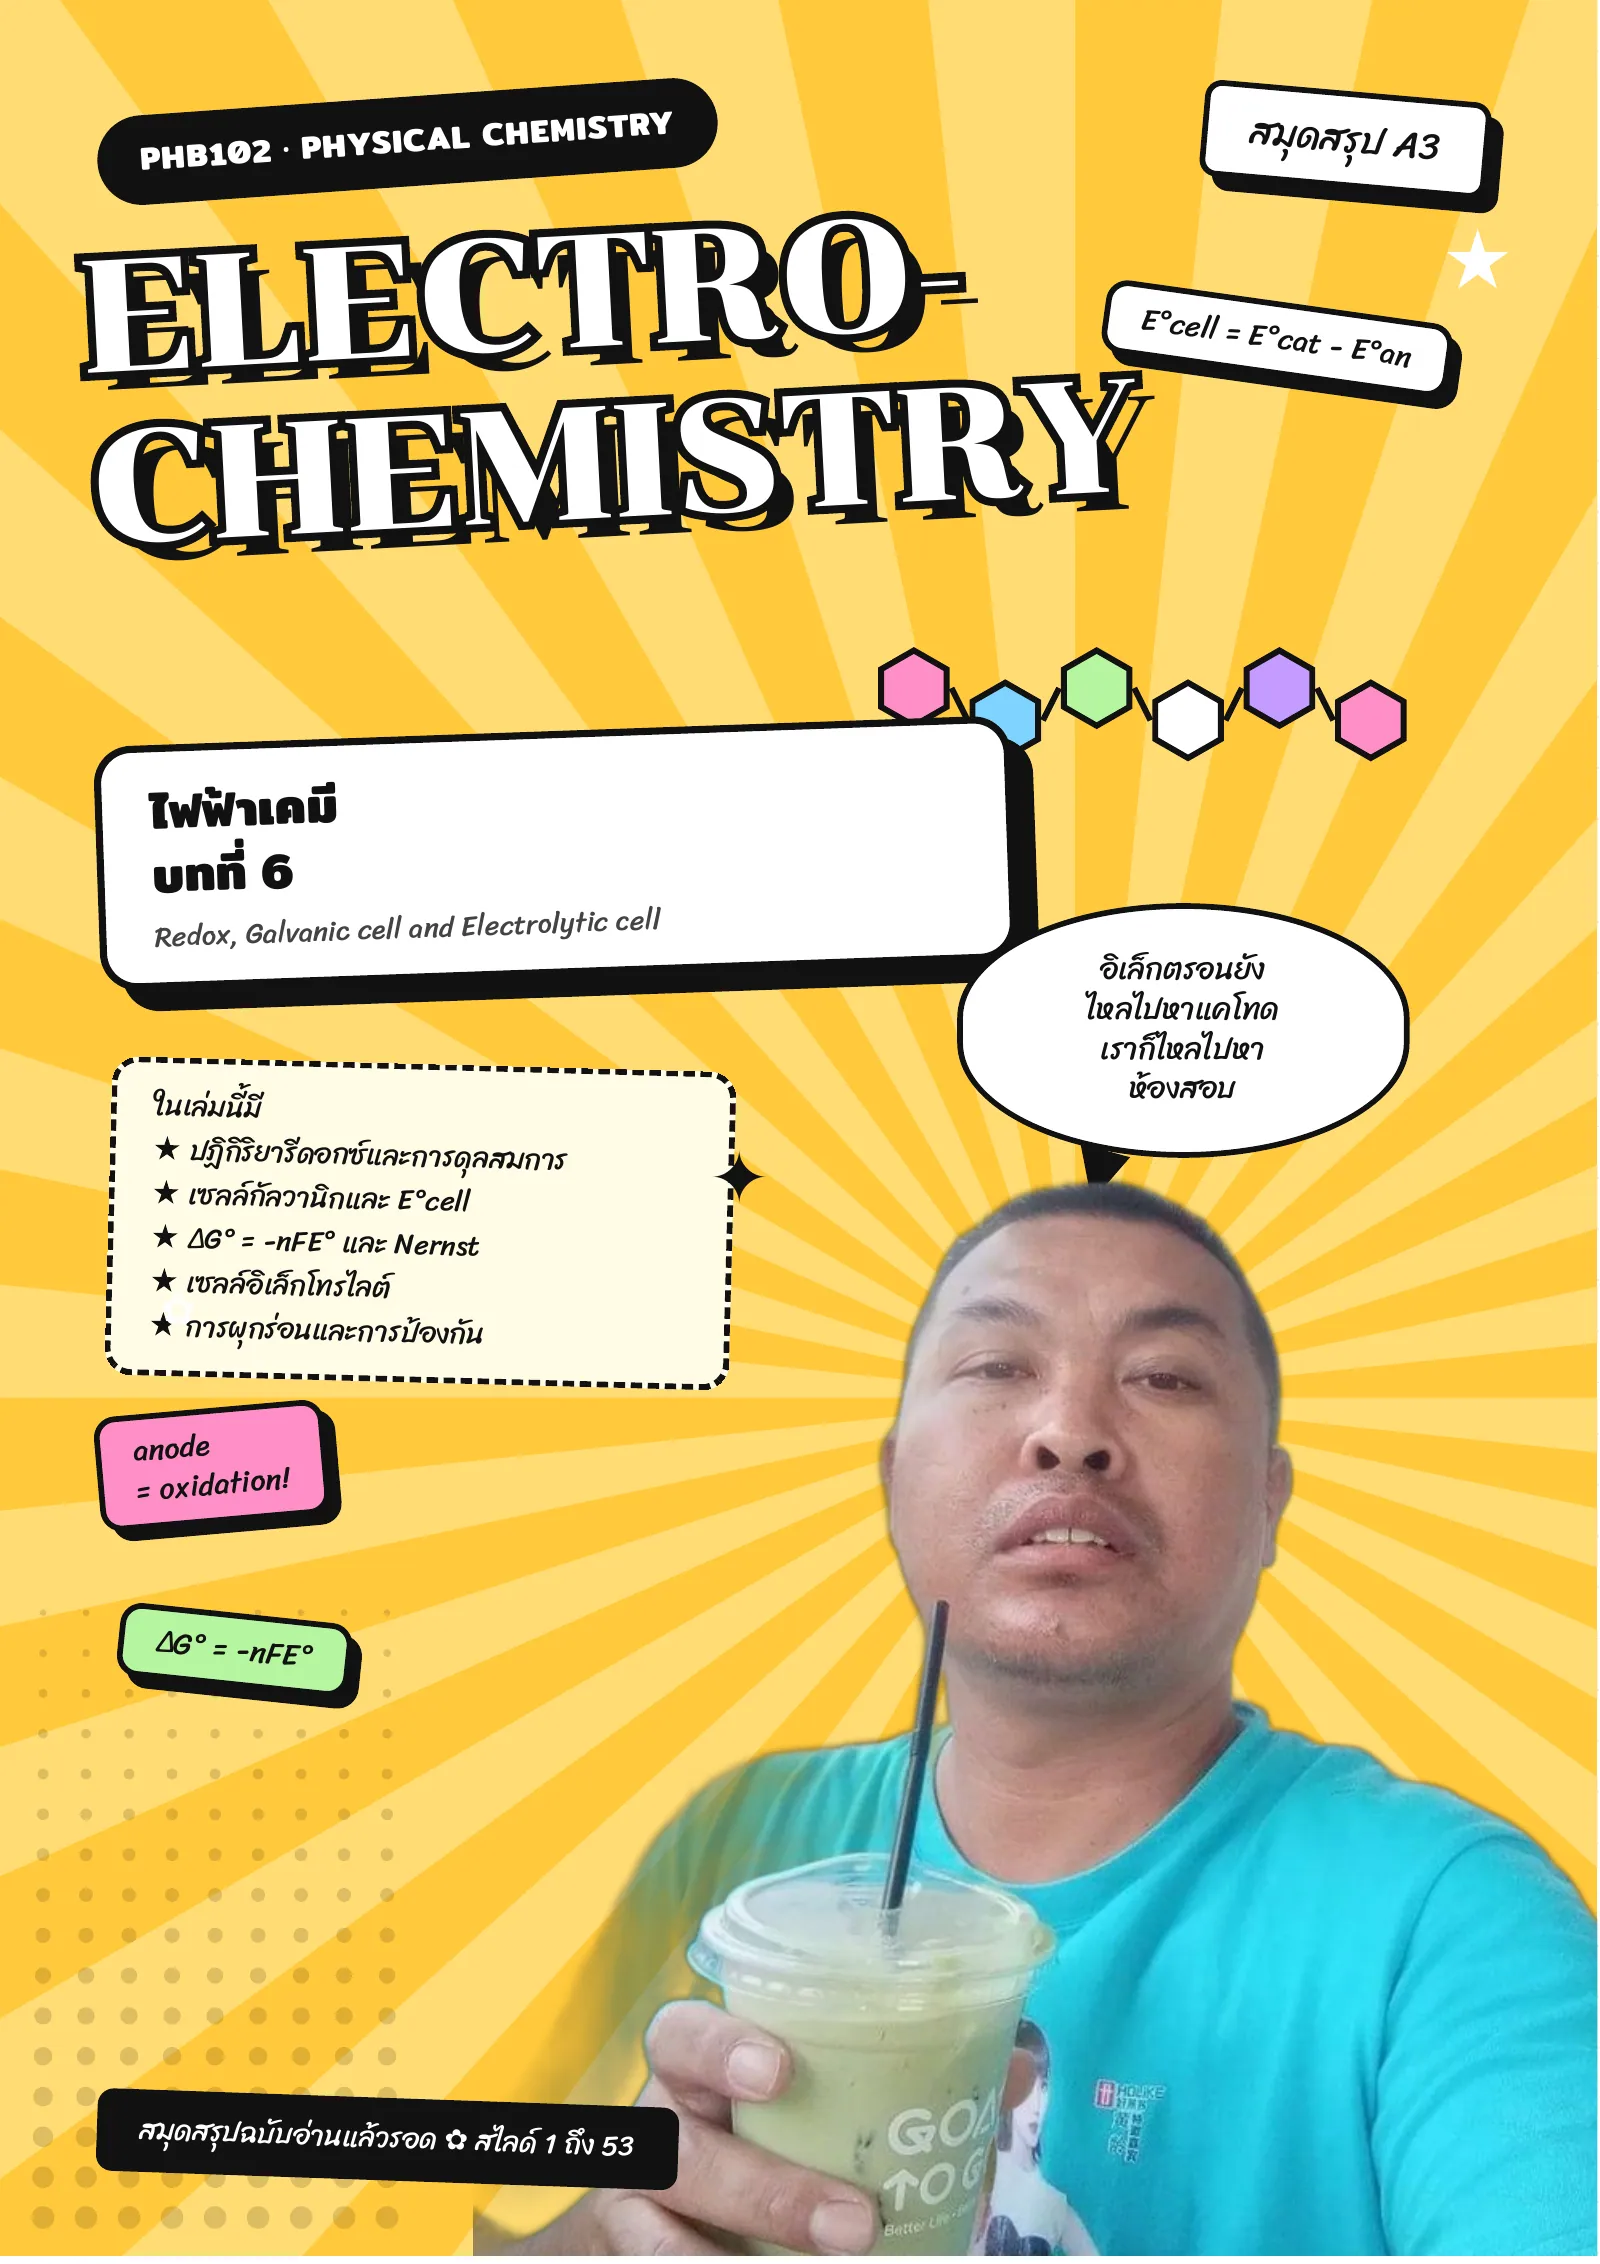 PHB102 · PHYSICAL CHEMISTRY
สมุดสรุป A3
ELECTRO-
CHEMISTRY
E°cell = E°cat - E°an
ไฟฟ้าเคมี
บทที่ 6
Redox, Galvanic cell and Electrolytic cell
อิเล็กตรอนยัง
ไหลไปหาแคโทด
เราก็ไหลไปหา
ห้องสอบ
ในเล่มนี้มี
★ ปฏิกิริยารีดอกซ์และการดุลสมการ
★ เซลล์กัลวานิกและ E°cell
★ ΔG° = -nFE° และ Nernst
★ เซลล์อิเล็กโทรไลต์
★ การผุกร่อนและการป้องกัน
anode
= oxidation!
ΔG° = -nFE°
สมุดสรุปฉบับอ่านแล้วรอด ✿ สไลด์ 1 ถึง 53
TO
Better
HOLIKE